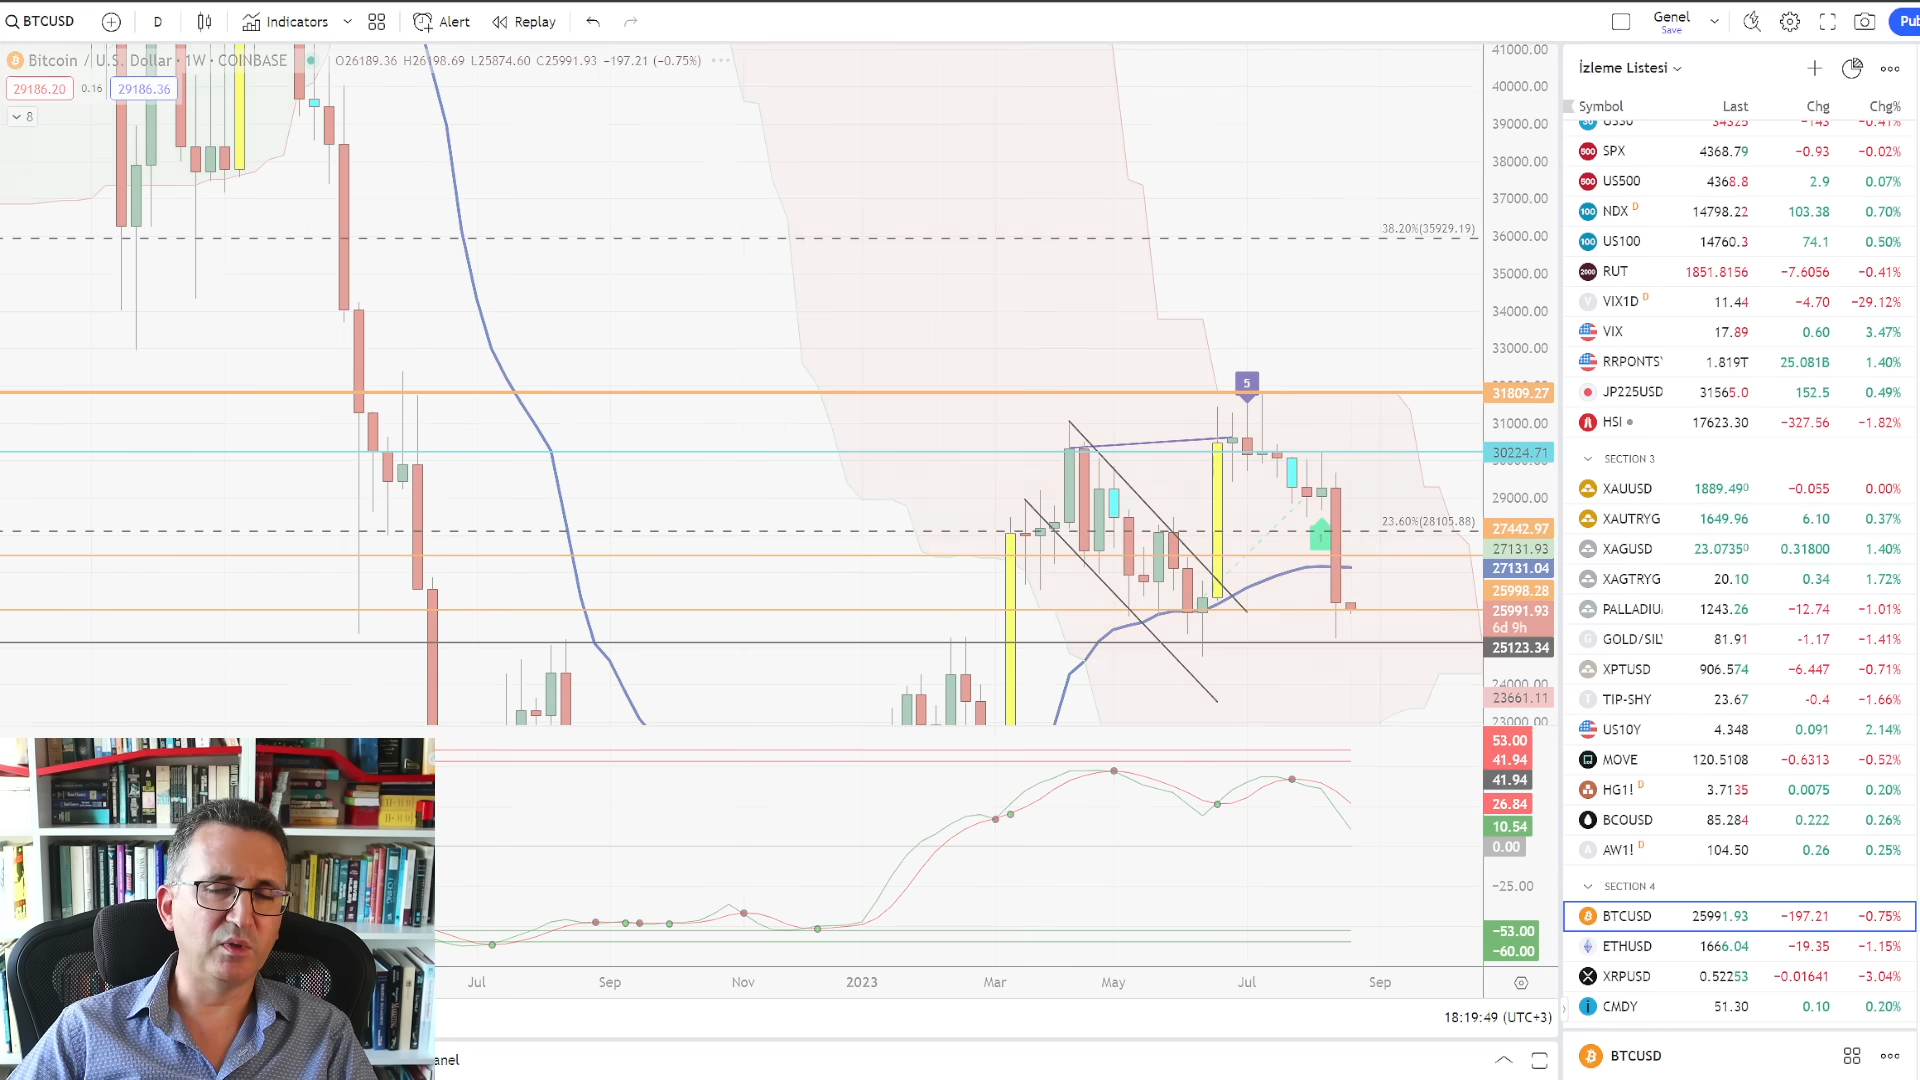 BTCUSD D Indicators Alert Replay Genel Save Pub
Bitcoin / U.S. Dollar · 1W · COINBASE O26189.36 H26198.69 L25874.60 C25991.93 −197.21 (−0.75%)
29186.20 0.16 29186.36
8
41000.00
40000.00
39000.00
38000.00
37000.00
38.20%(35929.19)
36000.00
35000.00
34000.00
33000.00
5
31809.27
31000.00
30224.71
29000.00
23.60%(28105.88)
27442.97
27131.93
1
27131.04
25998.28
25991.93
6d 9h
25123.34
24000.00
23661.11
23000.00
53.00
41.94
41.94
26.84
10.54
0.00
−25.00
−53.00
−60.00
Jul Sep Nov 2023 Mar May Jul Sep
18:19:49 (UTC+3)
anel
İzleme Listesi
Symbol Last Chg Chg%
US30 34325 −143 −0.41%
500 SPX 4368.79 −0.93 −0.02%
500 US500 4368.8 2.9 0.07%
100 NDX D 14798.22 103.38 0.70%
100 US100 14760.3 74.1 0.50%
2000 RUT 1851.8156 −7.6056 −0.41%
V VIX1D D 11.44 −4.70 −29.12%
VIX 17.89 0.60 3.47%
RRPONTS 1.819T 25.081B 1.40%
JP225USD 31565.0 152.5 0.49%
HSI 17623.30 −327.56 −1.82%
SECTION 3
XAUUSD 1889.490 −0.055 0.00%
XAUTRYG 1649.96 6.10 0.37%
XAGUSD 23.07350 0.31800 1.40%
XAGTRYG 20.10 0.34 1.72%
PALLADIU 1243.26 −12.74 −1.01%
G GOLD/SIL 81.91 −1.17 −1.41%
XPTUSD 906.574 −6.447 −0.71%
T TIP-SHY 23.67 −0.4 −1.66%
US10Y 4.348 0.091 2.14%
MOVE 120.5108 −0.6313 −0.52%
HG1! D 3.7135 0.0075 0.20%
BCOUSD 85.284 0.222 0.26%
A AW1! D 104.50 0.26 0.25%
SECTION 4
BTCUSD 25991.93 −197.21 −0.75%
ETHUSD 1666.04 −19.35 −1.15%
XRPUSD 0.52253 −0.01641 −3.04%
CMDY 51.30 0.10 0.20%
BTCUSD